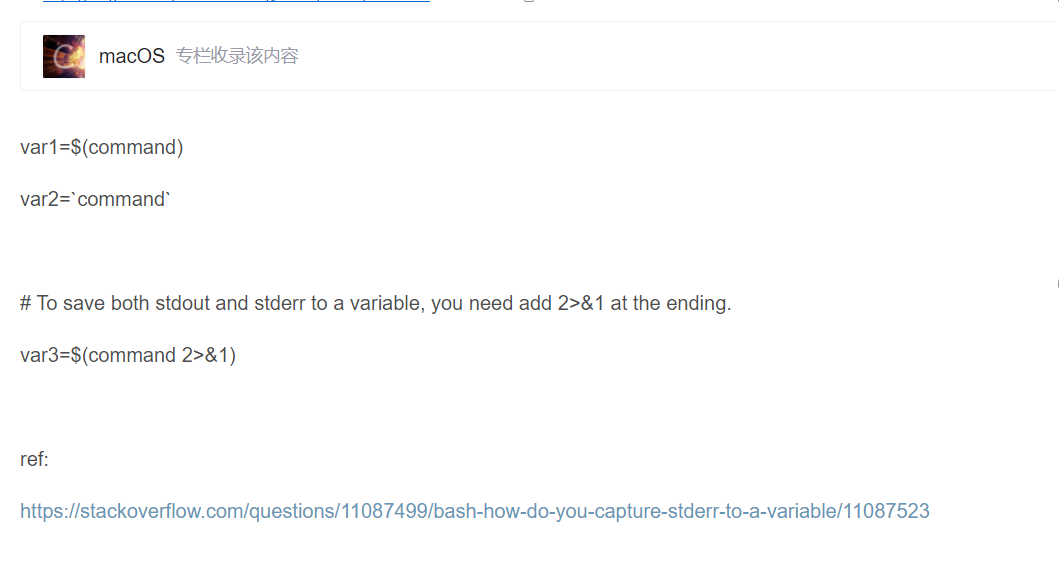 macOS 专栏收录该内容
var1=$(command)
var2=`command`
# To save both stdout and stderr to a variable, you need add 2>&1 at the ending.
var3=$(command 2>&1)
ref:
https://stackoverflow.com/questions/11087499/bash-how-do-you-capture-stderr-to-a-variable/11087523